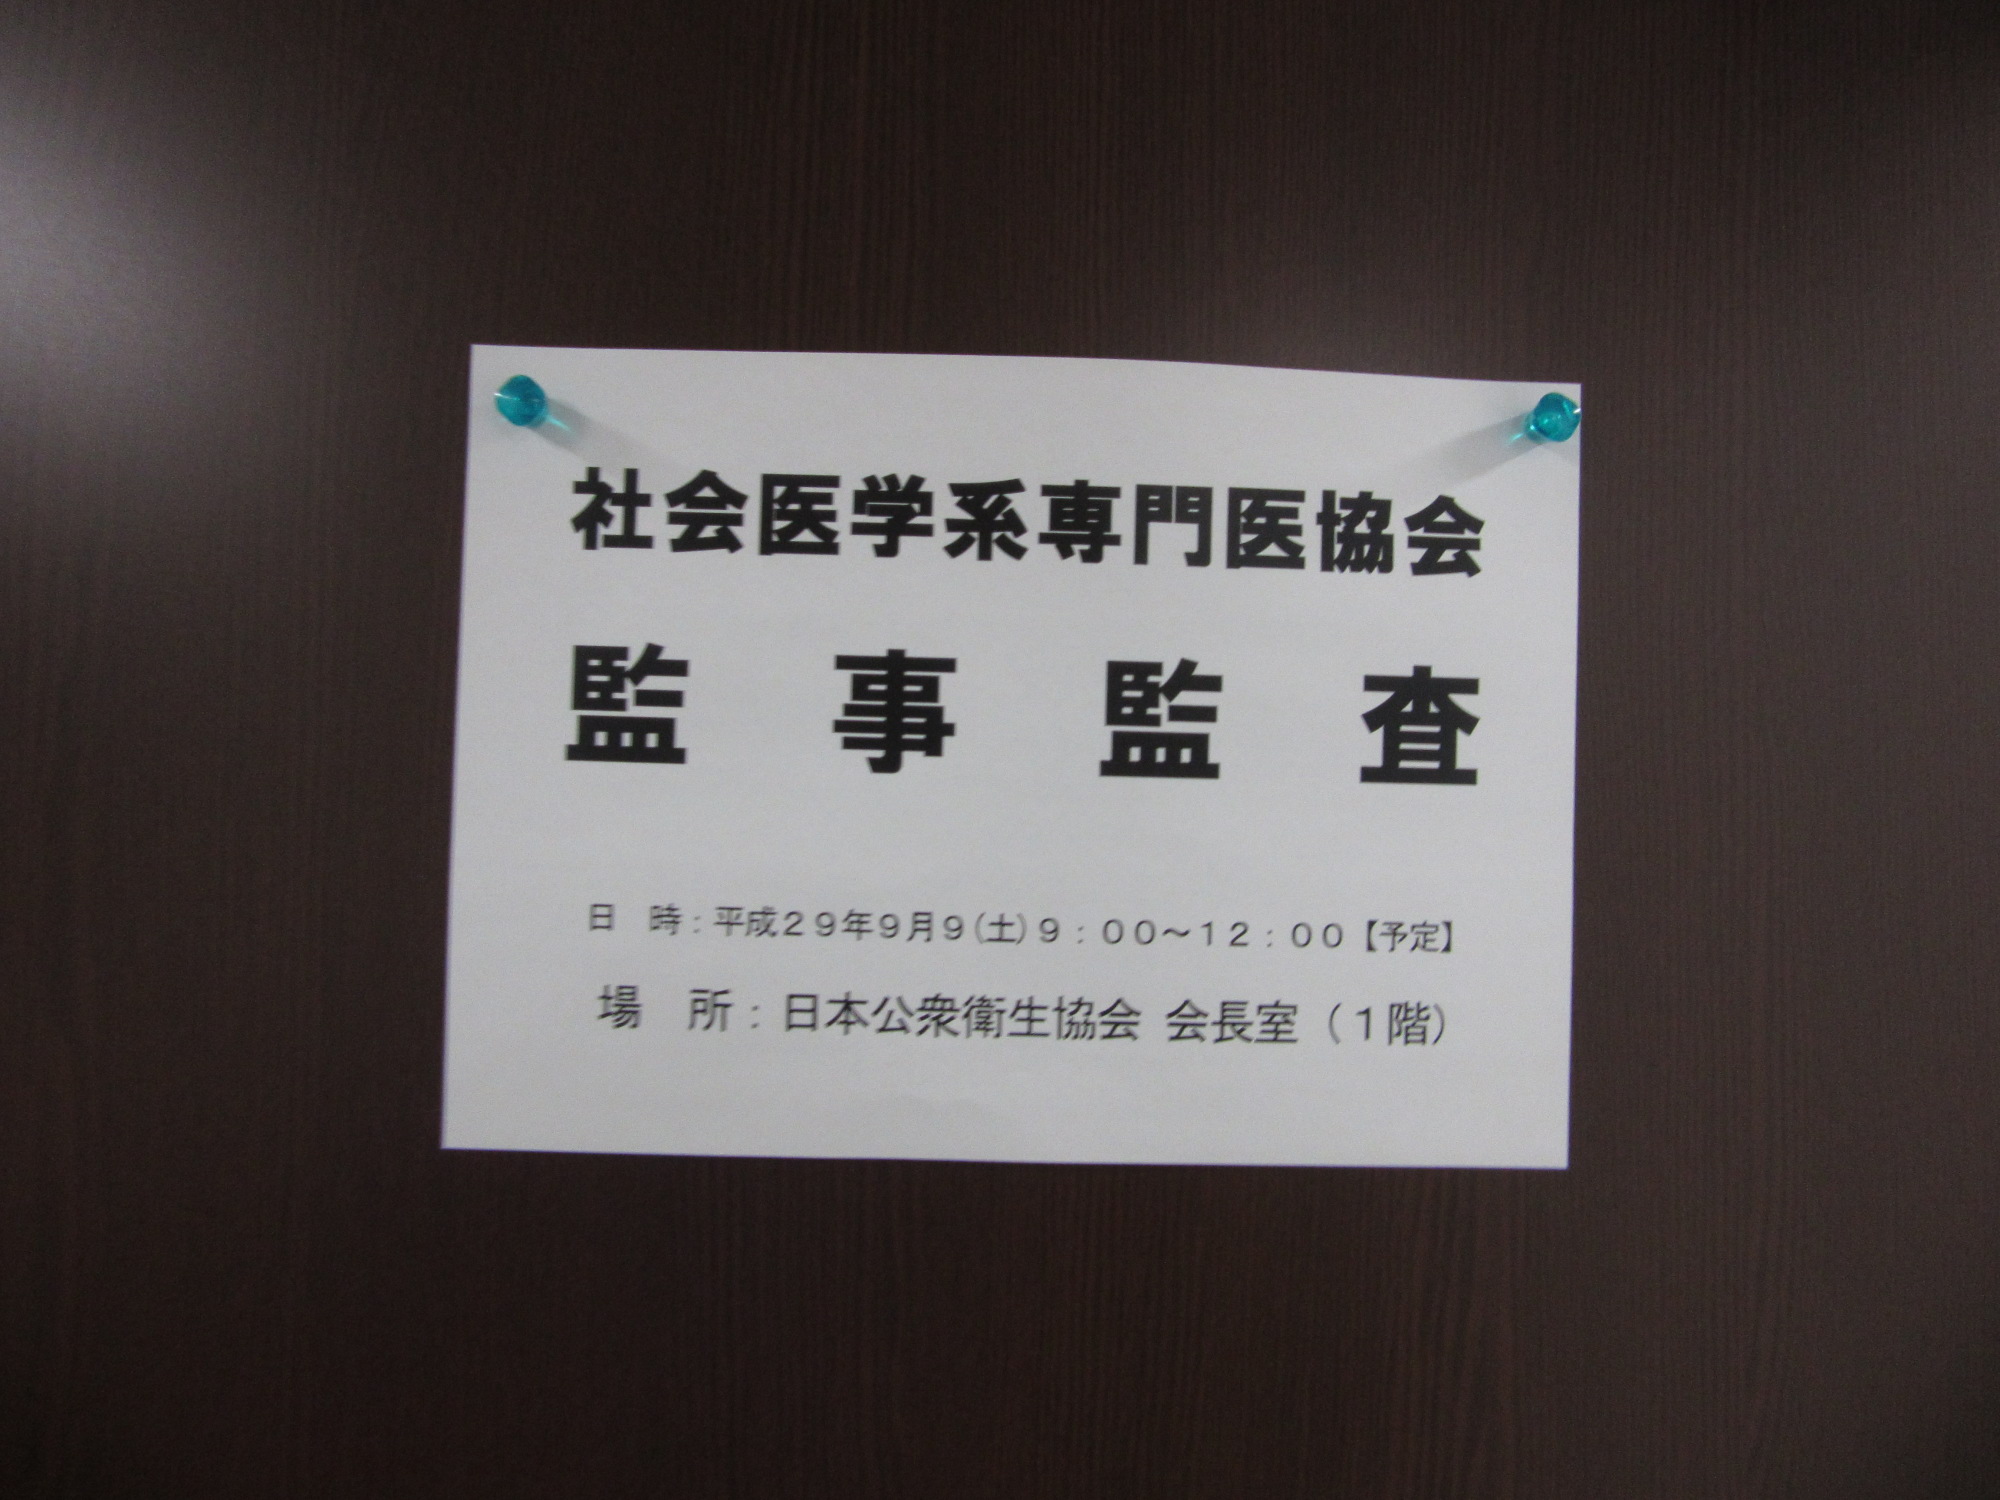 社会医学系専門医協会
監　事　監　査
日　時：平成２９年９月９(土)９：００～１２：００【予定】
場　所：日本公衆衛生協会 会長室（１階）